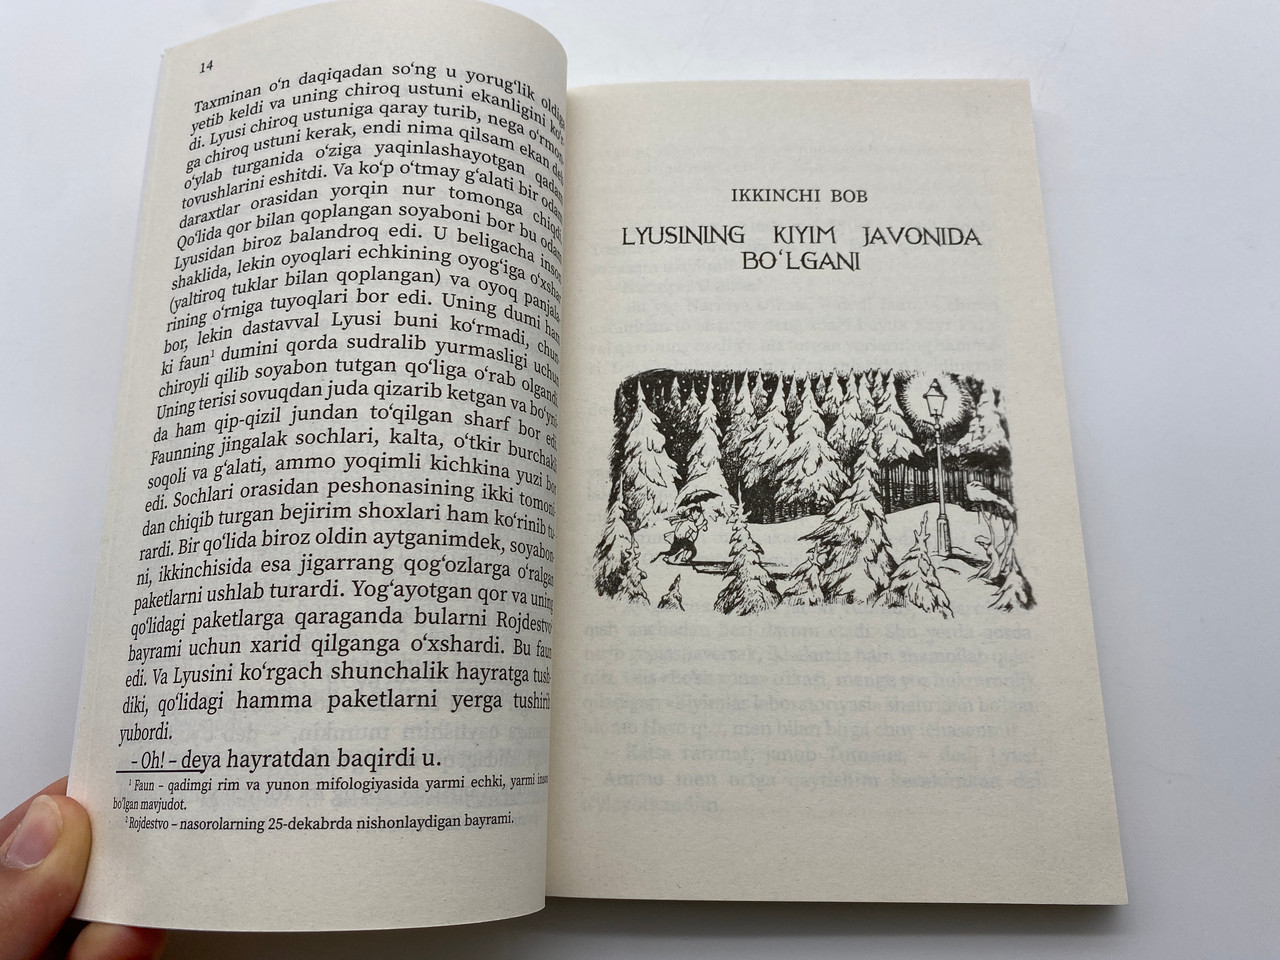 14
Taxminan o‘n daqiqadan so‘ng u yorug‘lik oldiga
yetib keldi va uning chiroq ustuni ekanligini ko‘r-
di. Lyusi chiroq ustuniga qaray turib, nega o‘rmon-
ga chiroq ustuni kerak, endi nima qilsam ekan deb
o‘ylab turganida o‘ziga yaqinlashayotgan qadam
tovushlarini eshitdi. Va ko‘p o‘tmay g‘alati bir odam
daraxtlar orasidan yorqin nur tomonga chiqdi.
Qo‘lida qor bilan qoplangan soyaboni bor bu odam
Lyusidan biroz balandroq edi. U beligacha inson
shaklida, lekin oyoqlari echkining oyog‘iga o‘xshar
(yaltiroq tuklar bilan qoplangan) va oyoq panjala-
rining o‘rniga tuyoqlari bor edi. Uning dumi ham
bor, lekin dastavval Lyusi buni ko‘rmadi, chun-
ki faun¹ dumini qorda sudralib yurmasligi uchun
chiroyli qilib soyabon tutgan qo‘liga o‘rab olgandi.
Uning terisi sovuqdan juda qizarib ketgan va bo‘yni-
da ham qip-qizil jundan to‘qilgan sharf bor edi.
Faunning jingalak sochlari, kalta, o‘tkir burchakli
soqoli va g‘alati, ammo yoqimli kichkina yuzi bor
edi. Sochlari orasidan peshonasining ikki tomoni-
dan chiqib turgan bejirim shoxlari ham ko‘rinib tu-
rardi. Bir qo‘lida biroz oldin aytganimdek, soyabon-
ni, ikkinchisida esa jigarrang qog‘ozlarga o‘ralgan
paketlarni ushlab turardi. Yog‘ayotgan qor va uning
qo‘lidagi paketlarga qaraganda bularni Rojdestvo²
bayrami uchun xarid qilganga o‘xshardi. Bu faun
edi. Va Lyusini ko‘rgach shunchalik hayratga tush-
diki, qo‘lidagi hamma paketlarni yerga tushirib
yubordi.
- Oh! – deya hayratdan baqirdi u.
¹ Faun – qadimgi rim va yunon mifologiyasida yarmi echki, yarmi inson
bo‘lgan mavjudot.
² Rojdestvo – nasorolarning 25-dekabrda nishonlaydigan bayrami.
IKKINCHI BOB
LYUSINING KIYIM JAVONIDA
BO‘LGANI